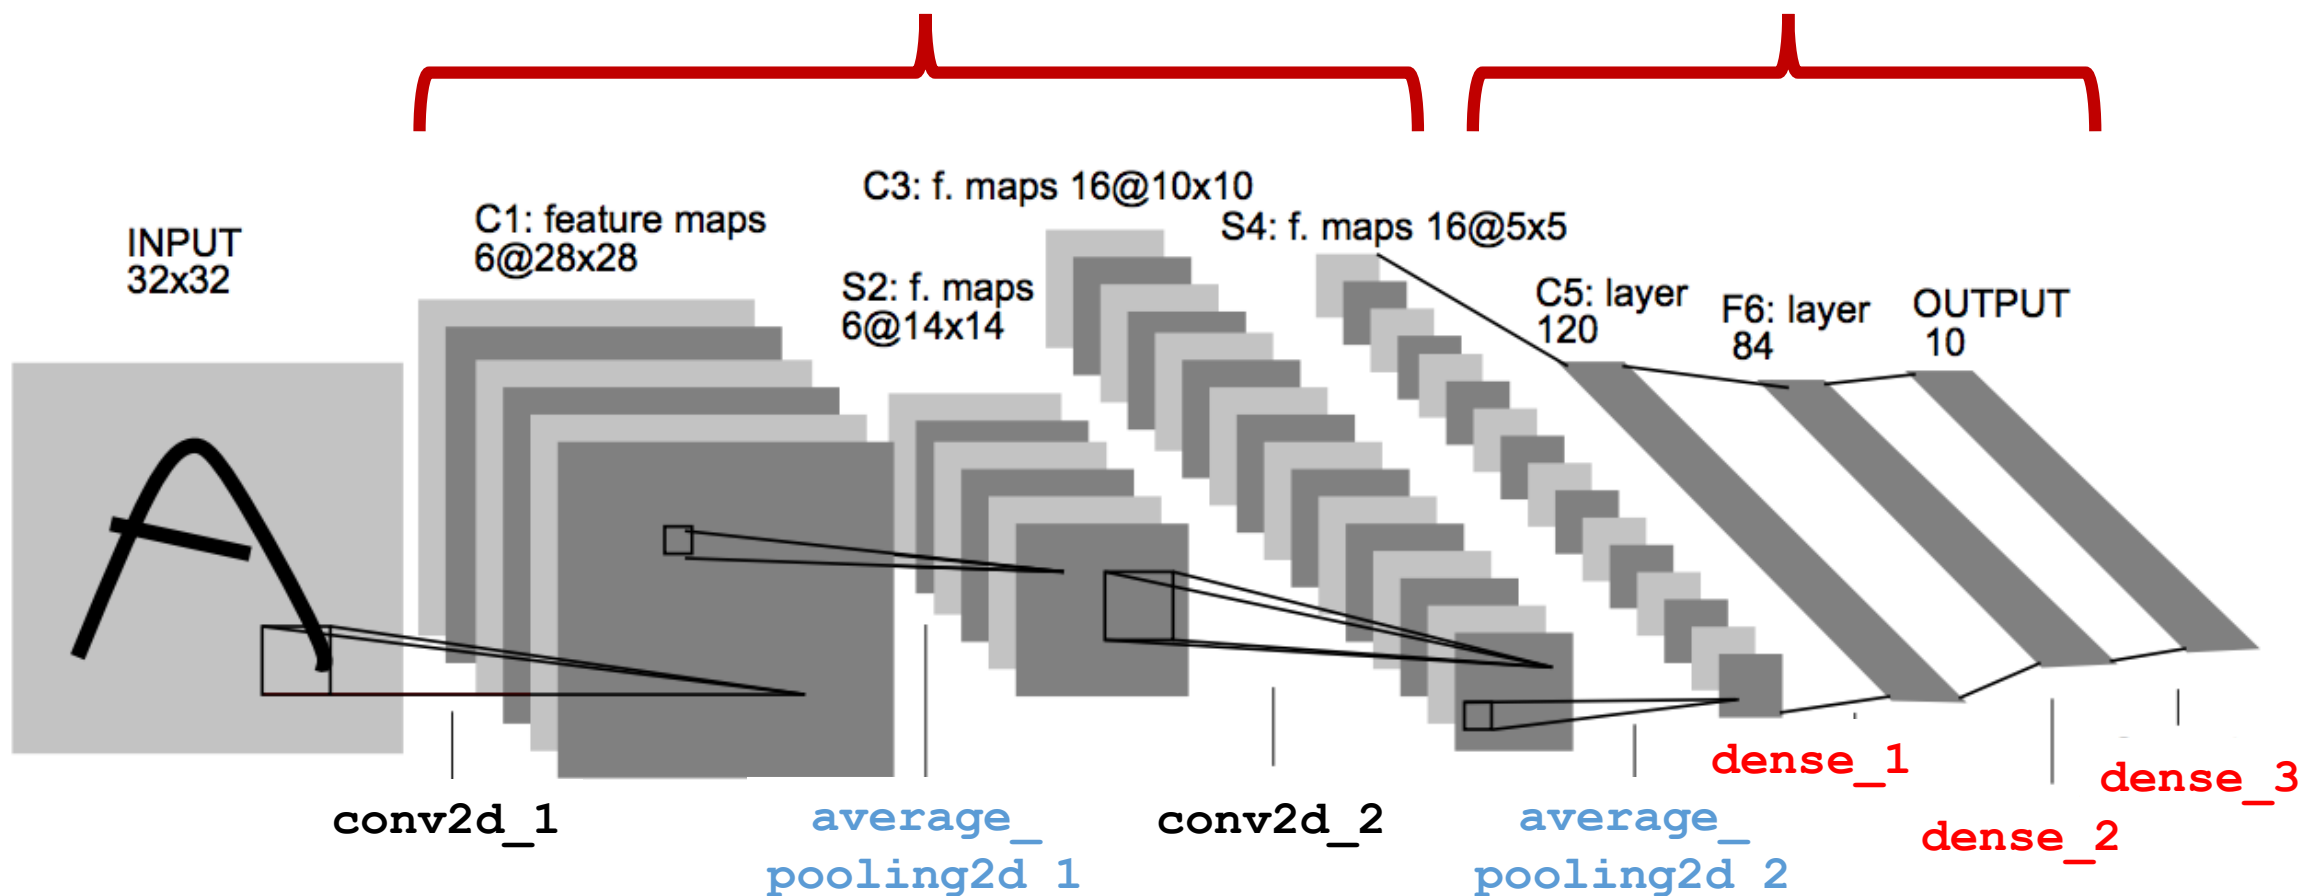 INPUT
32x32
C1: feature maps
6@28x28
S2: f. maps
6@14x14
C3: f. maps 16@10x10
S4: f. maps 16@5x5
C5: layer
120
F6: layer
84
OUTPUT
10
A
conv2d_1
average_
pooling2d_1
conv2d_2
average_
pooling2d_2
dense_1
dense_2
dense_3